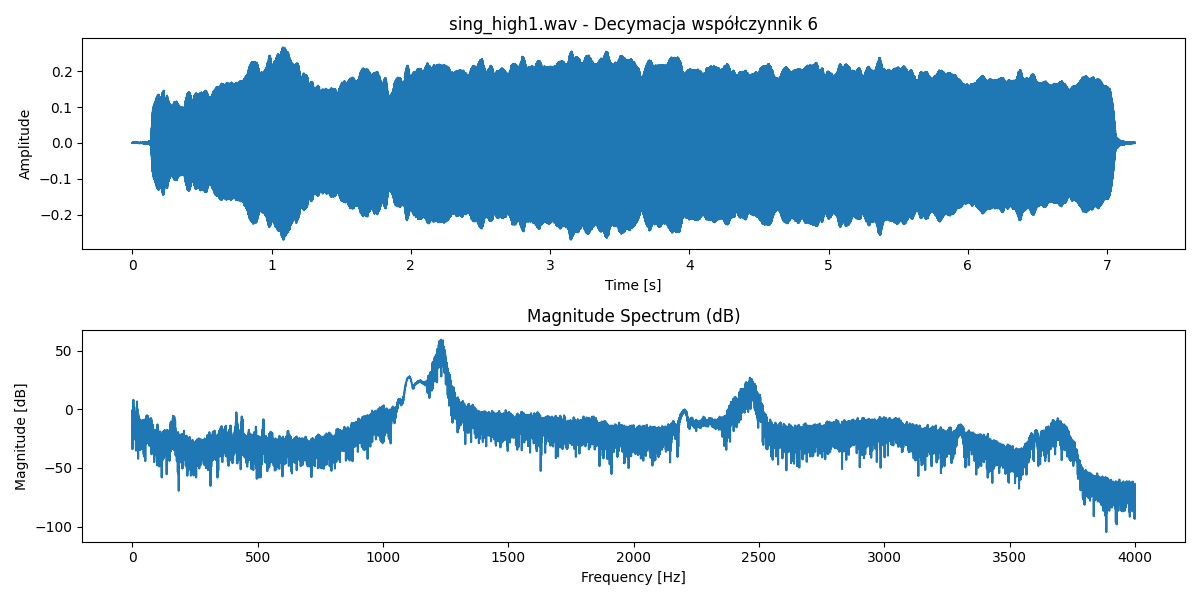 sing_high1.wav - Decymacja współczynnik 6
0.2
0.1
0.0
−0.1
−0.2
Amplitude
0 1 2 3 4 5 6 7
Time [s]
Magnitude Spectrum (dB)
50
0
−50
−100
Magnitude [dB]
0 500 1000 1500 2000 2500 3000 3500 4000
Frequency [Hz]